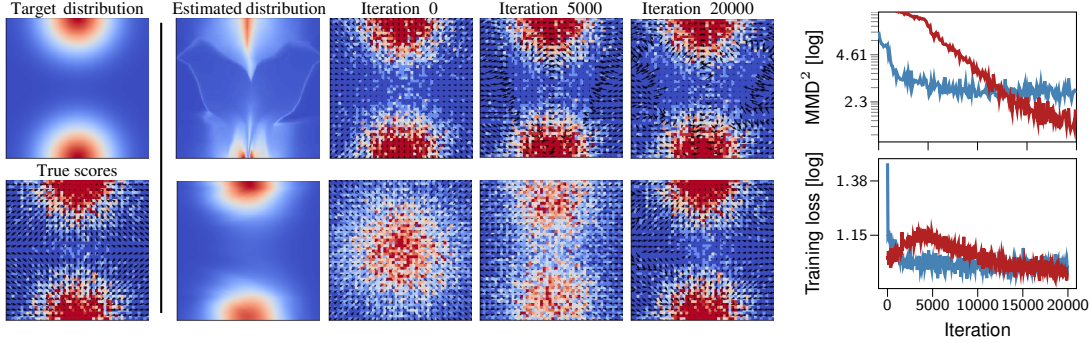 Target distribution
Estimated distribution
Iteration 0
Iteration 5000
Iteration 20000
True scores
MMD² [log]
4.61
2.3
Training loss [log]
1.38
1.15
0
5000
10000
15000
20000
Iteration